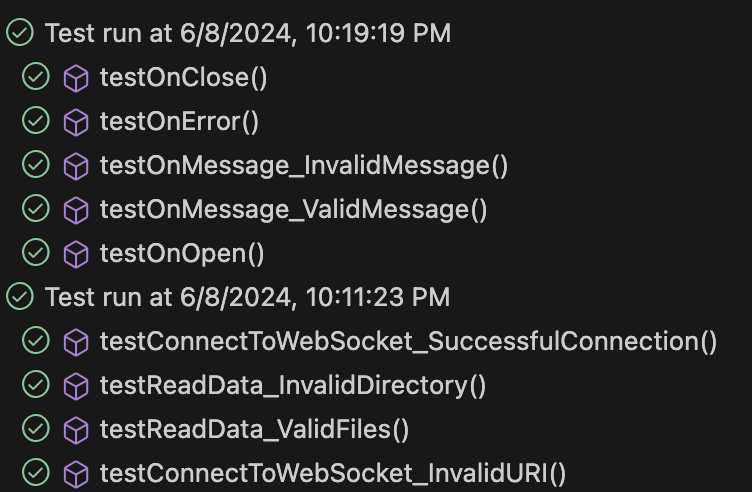 Test run at 6/8/2024, 10:19:19 PM
testOnClose()
testOnError()
testOnMessage_InvalidMessage()
testOnMessage_ValidMessage()
testOnOpen()
Test run at 6/8/2024, 10:11:23 PM
testConnectToWebSocket_SuccessfulConnection()
testReadData_InvalidDirectory()
testReadData_ValidFiles()
testConnectToWebSocket_InvalidURI()